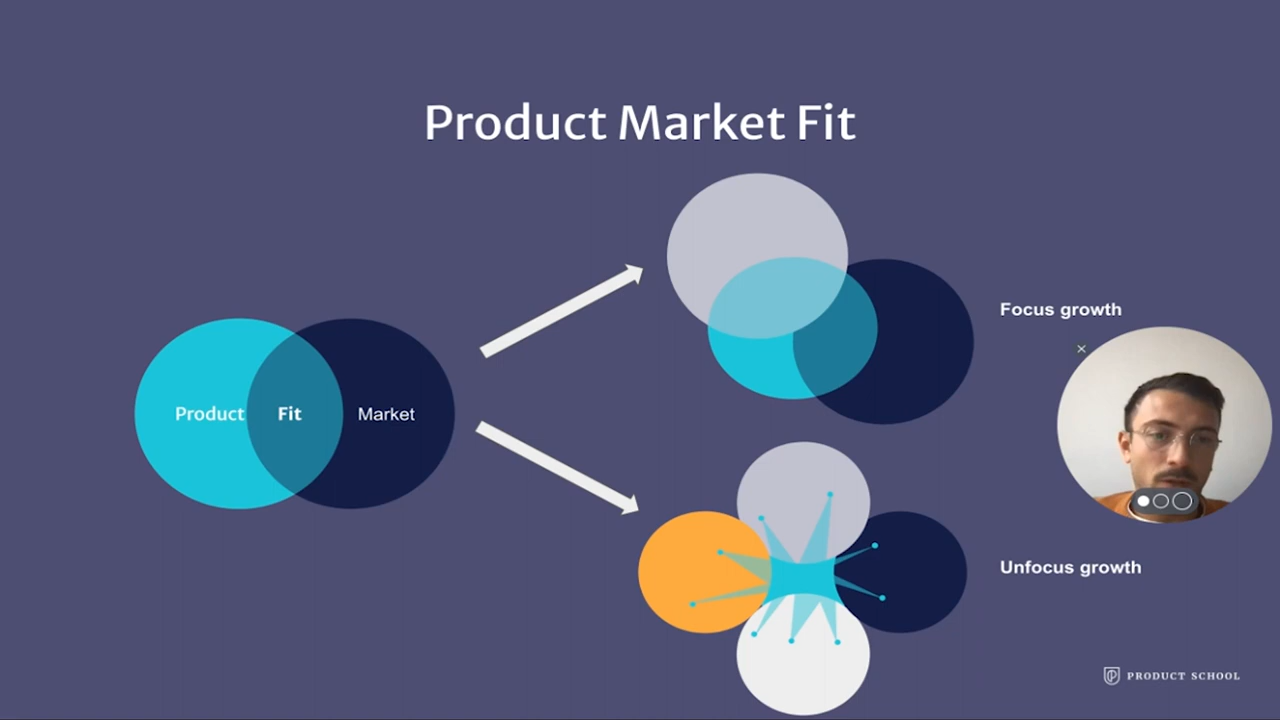 Product Market Fit
Focus growth
Product Fit Market
Unfocus growth
PRODUCT SCHOOL